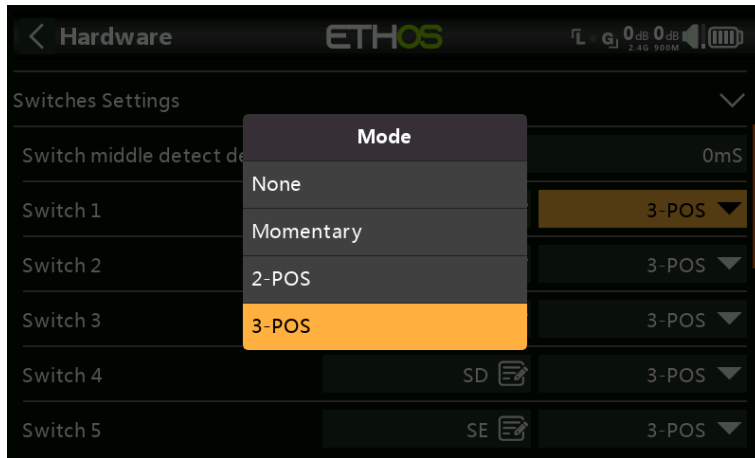 Hardware
ETHOS
L G 0dB 0dB
2.4G 900M
Switches Settings
Mode
Switch middle detect de
0mS
None
Switch 1
3-POS
Momentary
Switch 2
3-POS
2-POS
Switch 3
3-POS
3-POS
Switch 4
SD
3-POS
Switch 5
SE
3-POS